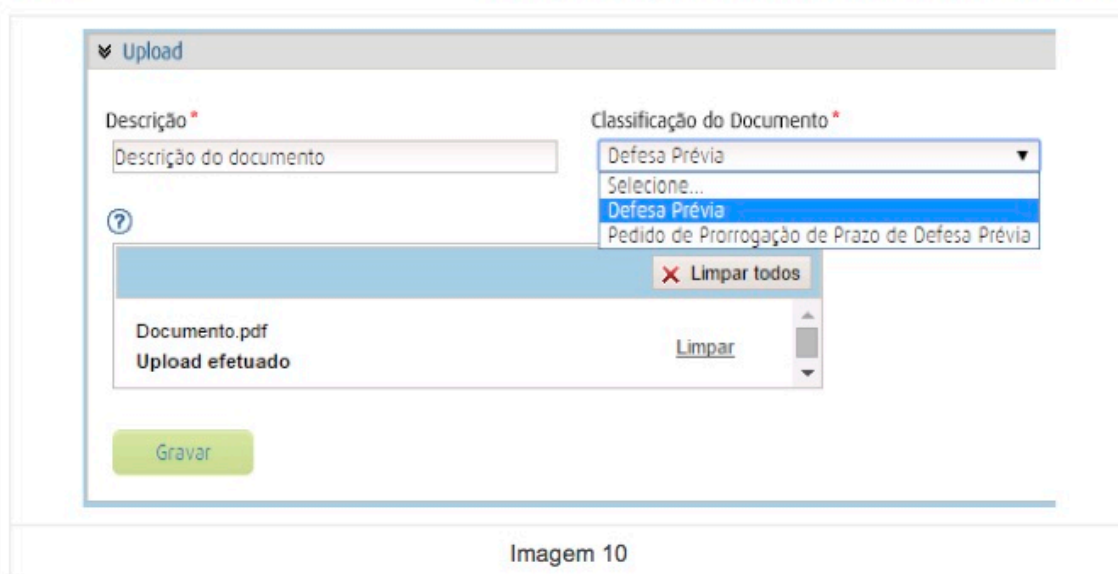 Upload
Descrição * Classificação do Documento *
Descrição do documento Defesa Prévia
Selecione...
Defesa Prévia
Pedido de Prorrogação de Prazo de Defesa Prévia
?
Limpar todos
Documento.pdf
Upload efetuado
Limpar
Gravar
Imagem 10